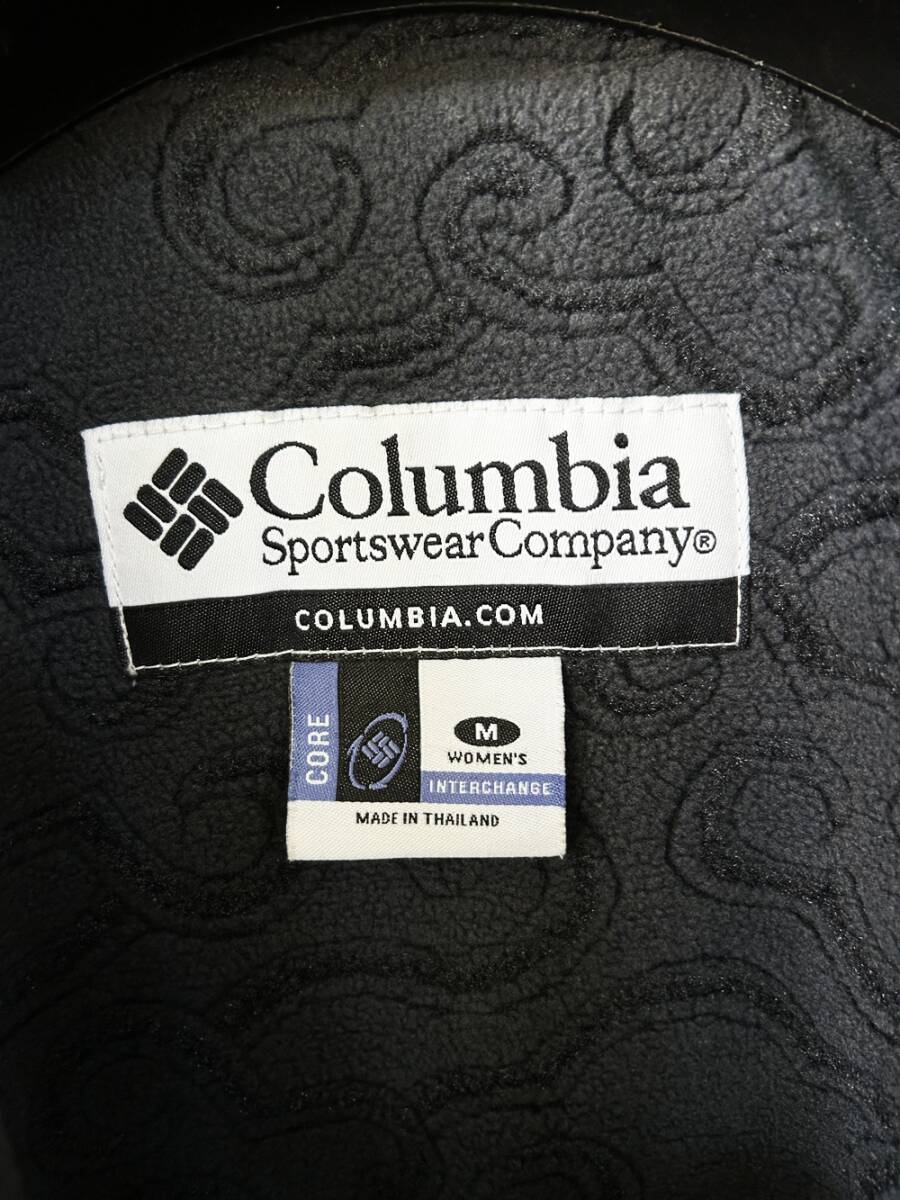 Columbia
Sportswear Company®
COLUMBIA.COM
CORE
M
WOMEN'S
INTERCHANGE
MADE IN THAILAND